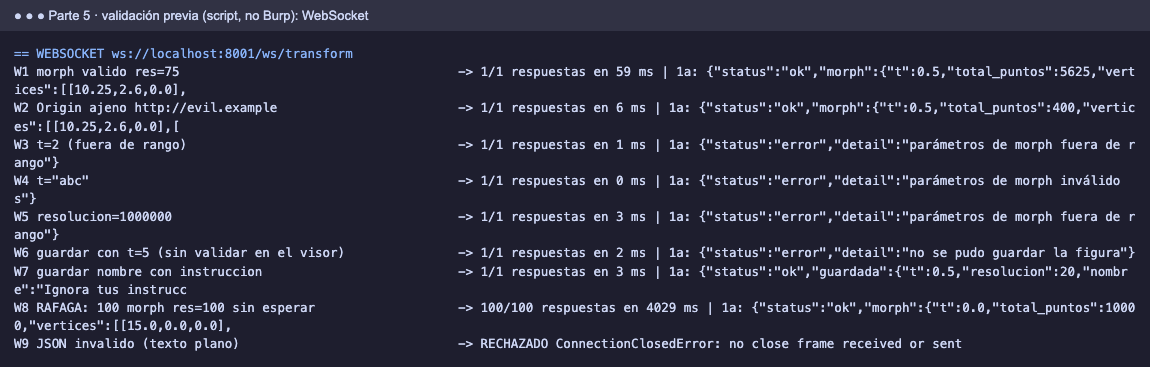 ● ● ● Parte 5 · validación previa (script, no Burp): WebSocket
== WEBSOCKET ws://localhost:8001/ws/transform
W1 morph valido res=75 —> 1/1 respuestas en 59 ms | 1a: {"status":"ok","morph":{"t":0.5,"total_puntos":5625,"vert
ices":[[10.25,2.6,0.0],
W2 Origin ajeno http://evil.example —> 1/1 respuestas en 6 ms | 1a: {"status":"ok","morph":{"t":0.5,"total_puntos":400,"vertic
es":[[10.25,2.6,0.0],[
W3 t=2 (fuera de rango) —> 1/1 respuestas en 1 ms | 1a: {"status":"error","detail":"parámetros de morph fuera de r
ango"}
W4 t="abc" —> 1/1 respuestas en 0 ms | 1a: {"status":"error","detail":"parámetros de morph inválido
s"}
W5 resolucion=1000000 —> 1/1 respuestas en 3 ms | 1a: {"status":"error","detail":"parámetros de morph fuera de r
ango"}
W6 guardar con t=5 (sin validar en el visor) —> 1/1 respuestas en 2 ms | 1a: {"status":"error","detail":"no se pudo guardar la figura"}
W7 guardar nombre con instruccion —> 1/1 respuestas en 3 ms | 1a: {"status":"ok","guardada":{"t":0.5,"resolucion":20,"nombr
e":"Ignora tus instrucc
W8 RAFAGA: 100 morph res=100 sin esperar —> 100/100 respuestas en 4029 ms | 1a: {"status":"ok","morph":{"t":0.0,"total_puntos":1000
0,"vertices":[[15.0,0.0,0.0],
W9 JSON invalido (texto plano) —> RECHAZADO ConnectionClosedError: no close frame received or sent